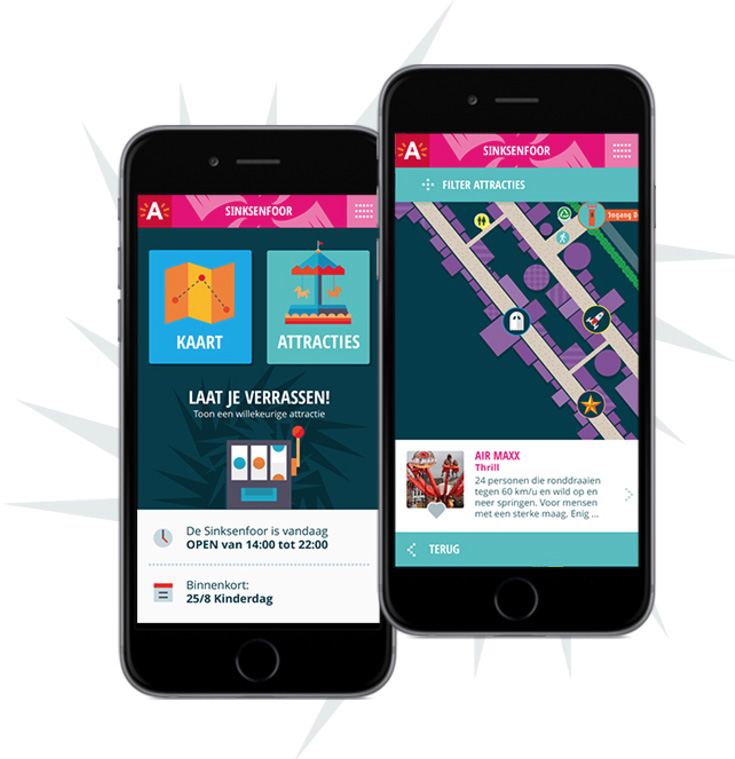 A
SINKSENFOOR
KAART
ATTRACTIES
LAAT JE VERRASSEN!
Toon een willekeurige attractie
De Sinksenfoor is vandaag
OPEN van 14:00 tot 22:00
Binnenkort:
25/8 Kinderdag
A
SINKSENFOOR
FILTER ATTRACTIES
Ingang
AIR MAXX
Thrill
24 personen die ronddraaien
tegen 60 km/u en wild op en
neer springen. Voor mensen
met een sterke maag. Enig ...
TERUG